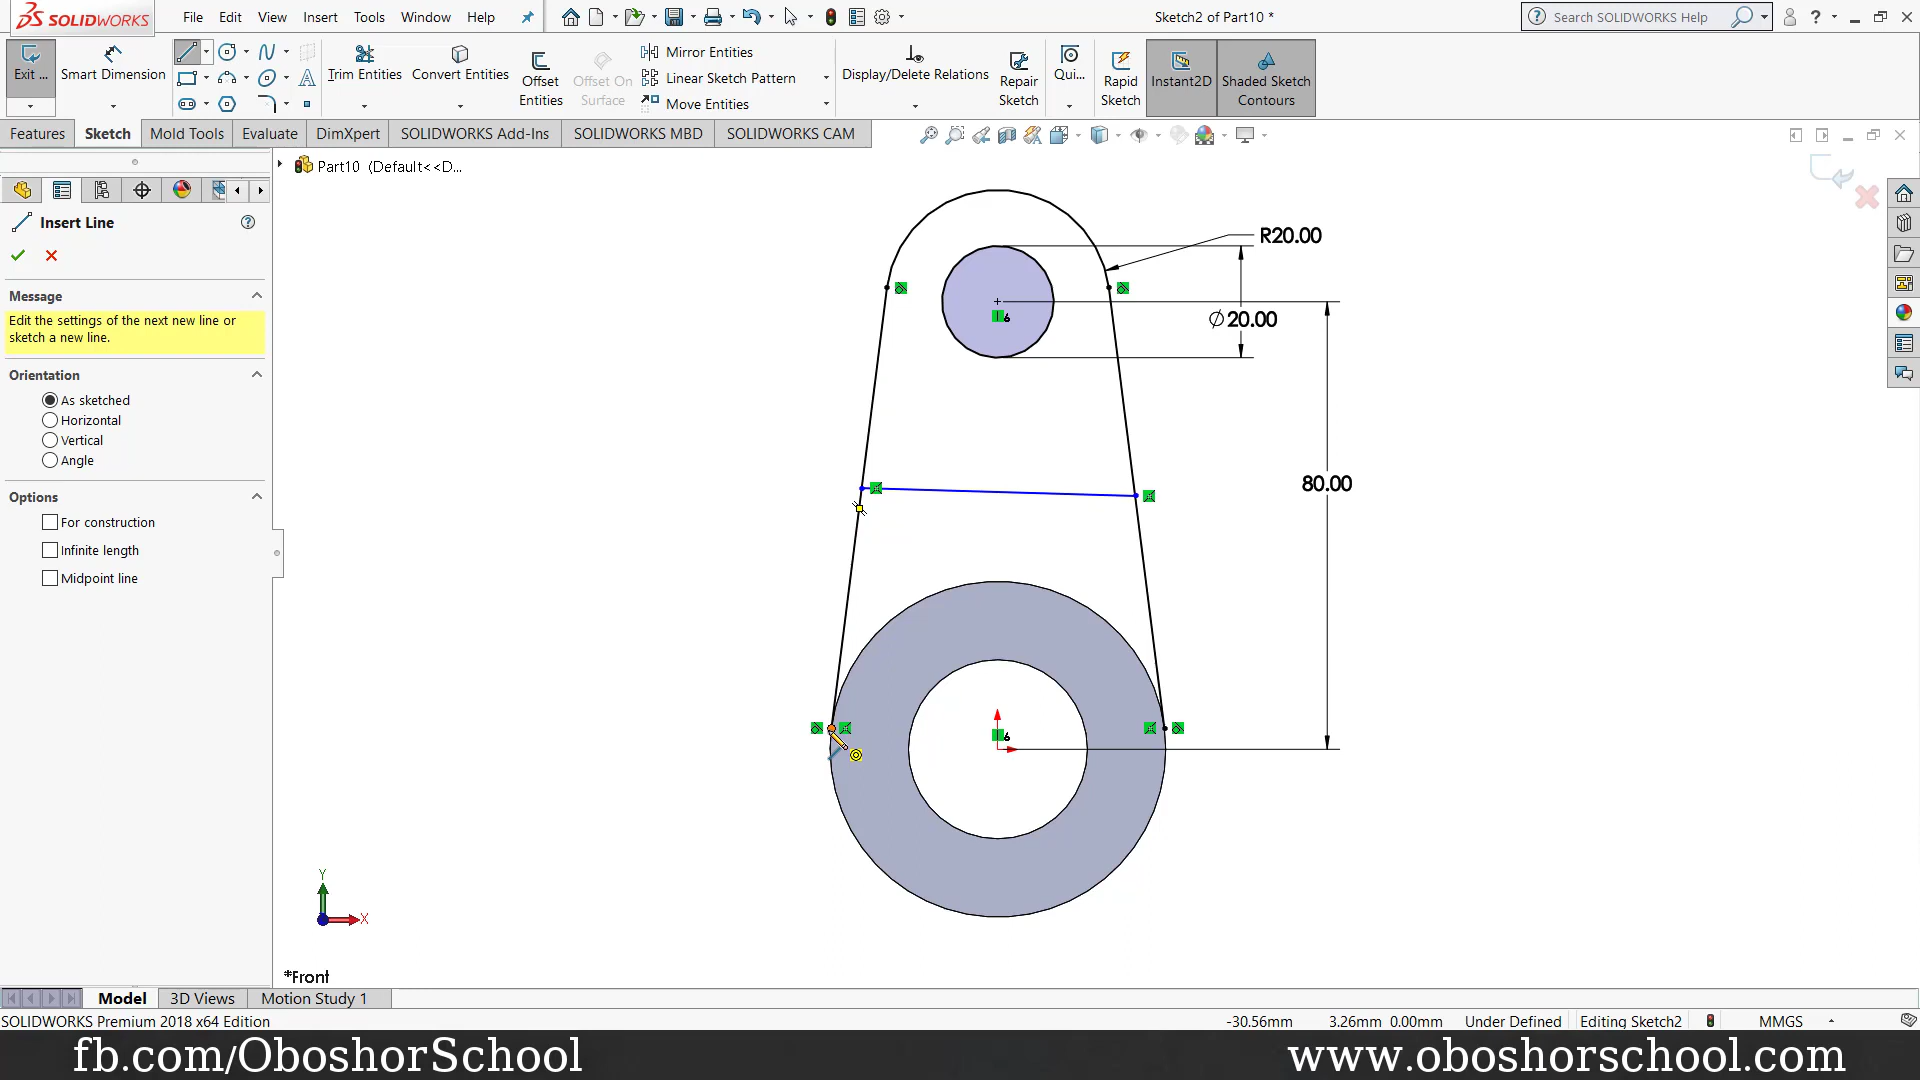 SOLIDWORKS
File Edit View Insert Tools Window Help
Sketch2 of Part10 *
Search SOLIDWORKS Help
Exit ...
Smart Dimension
Trim Entities
Convert Entities
Offset Entities
Offset On Surface
Mirror Entities
Linear Sketch Pattern
Move Entities
Display/Delete Relations
Repair Sketch
Qui...
Rapid Sketch
Instant2D
Shaded Sketch Contours
Features
Sketch
Mold Tools
Evaluate
DimXpert
SOLIDWORKS Add-Ins
SOLIDWORKS MBD
SOLIDWORKS CAM
Part10 (Default<<D...
Insert Line
Message
Edit the settings of the next new line or
sketch a new line.
Orientation
As sketched
Horizontal
Vertical
Angle
Options
For construction
Infinite length
Midpoint line
R20.00
∅20.00
80.00
6
6
Y
X
*Front
Model
3D Views
Motion Study 1
SOLIDWORKS Premium 2018 x64 Edition
-30.56mm 3.26mm 0.00mm Under Defined Editing Sketch2 MMGS
fb.com/OboshorSchool
www.oboshorschool.com